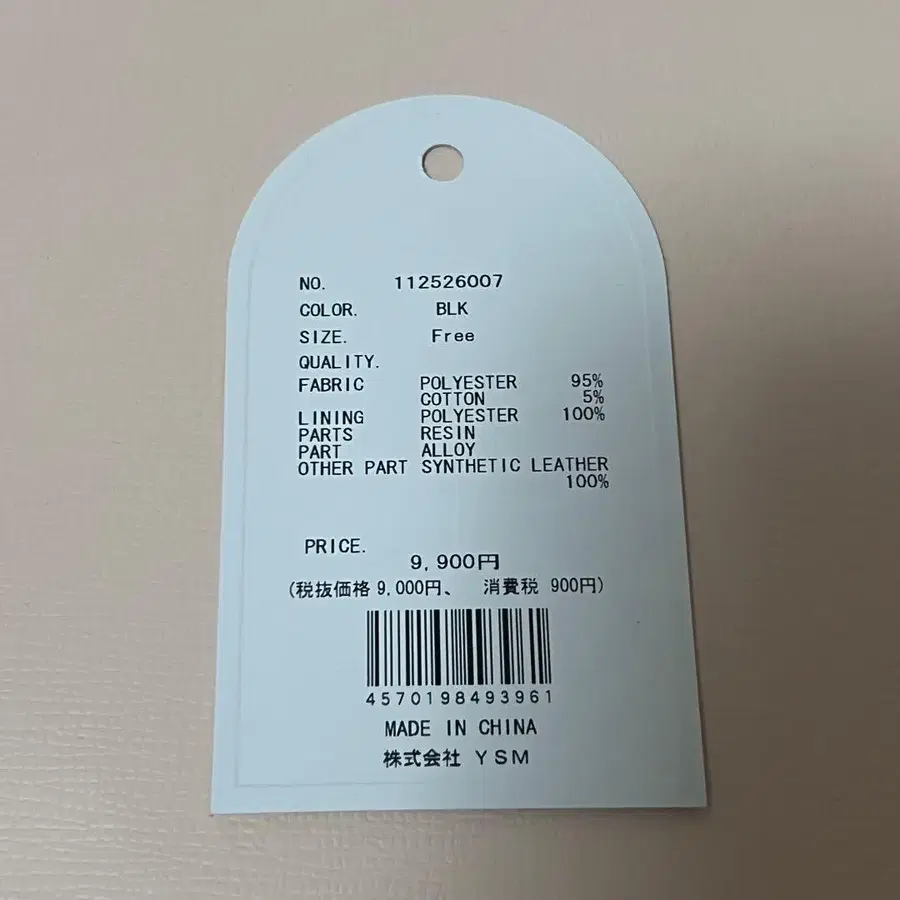 NO. 112526007
COLOR. BLK
SIZE. Free
QUALITY.
FABRIC POLYESTER 95%
COTTON 5%
LINING POLYESTER 100%
PARTS RESIN
PART ALLOY
OTHER PART SYNTHETIC LEATHER
100%
PRICE.
9,900円
(税抜価格 9,000円、 消費税 900円)
4570198493961
MADE IN CHINA
株式会社 YSM